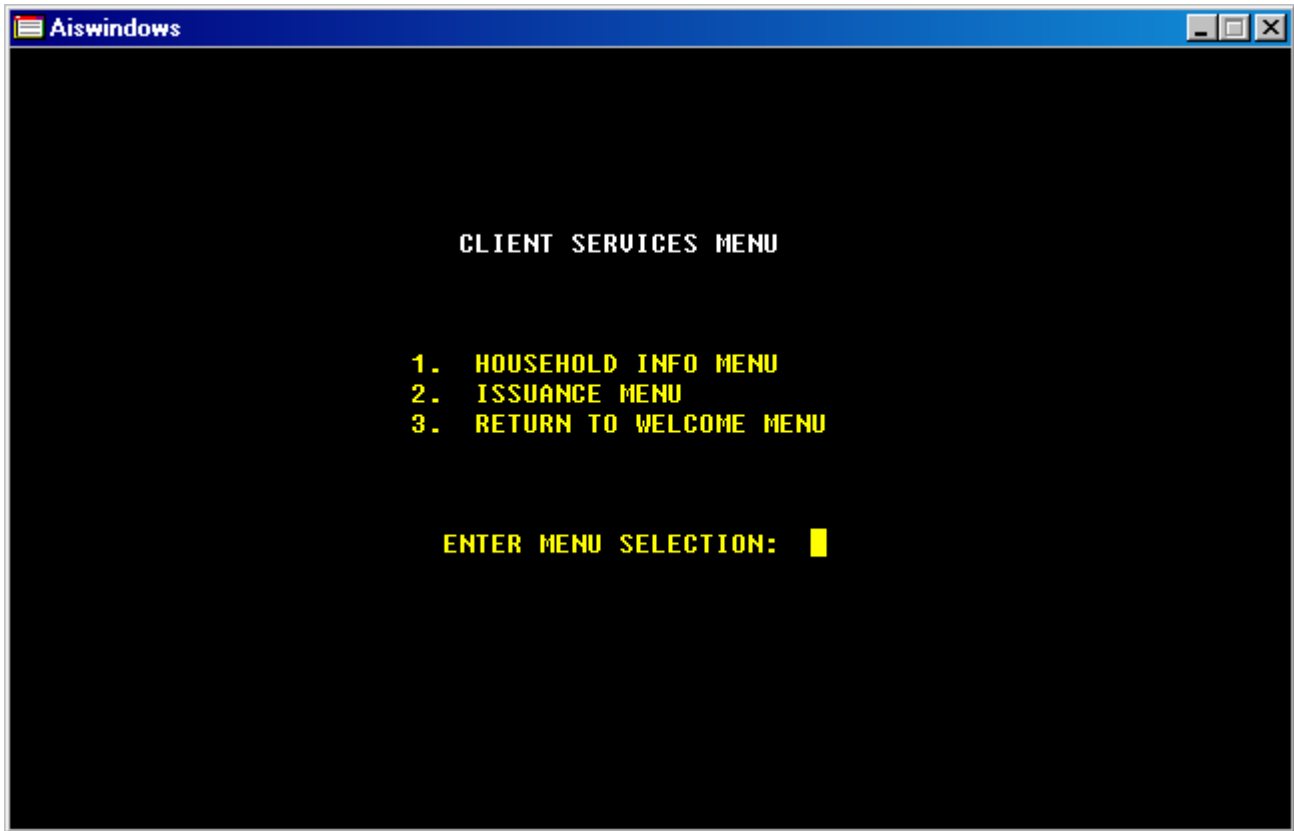 Aiswindows
CLIENT SERVICES MENU
1. HOUSEHOLD INFO MENU
2. ISSUANCE MENU
3. RETURN TO WELCOME MENU
ENTER MENU SELECTION: